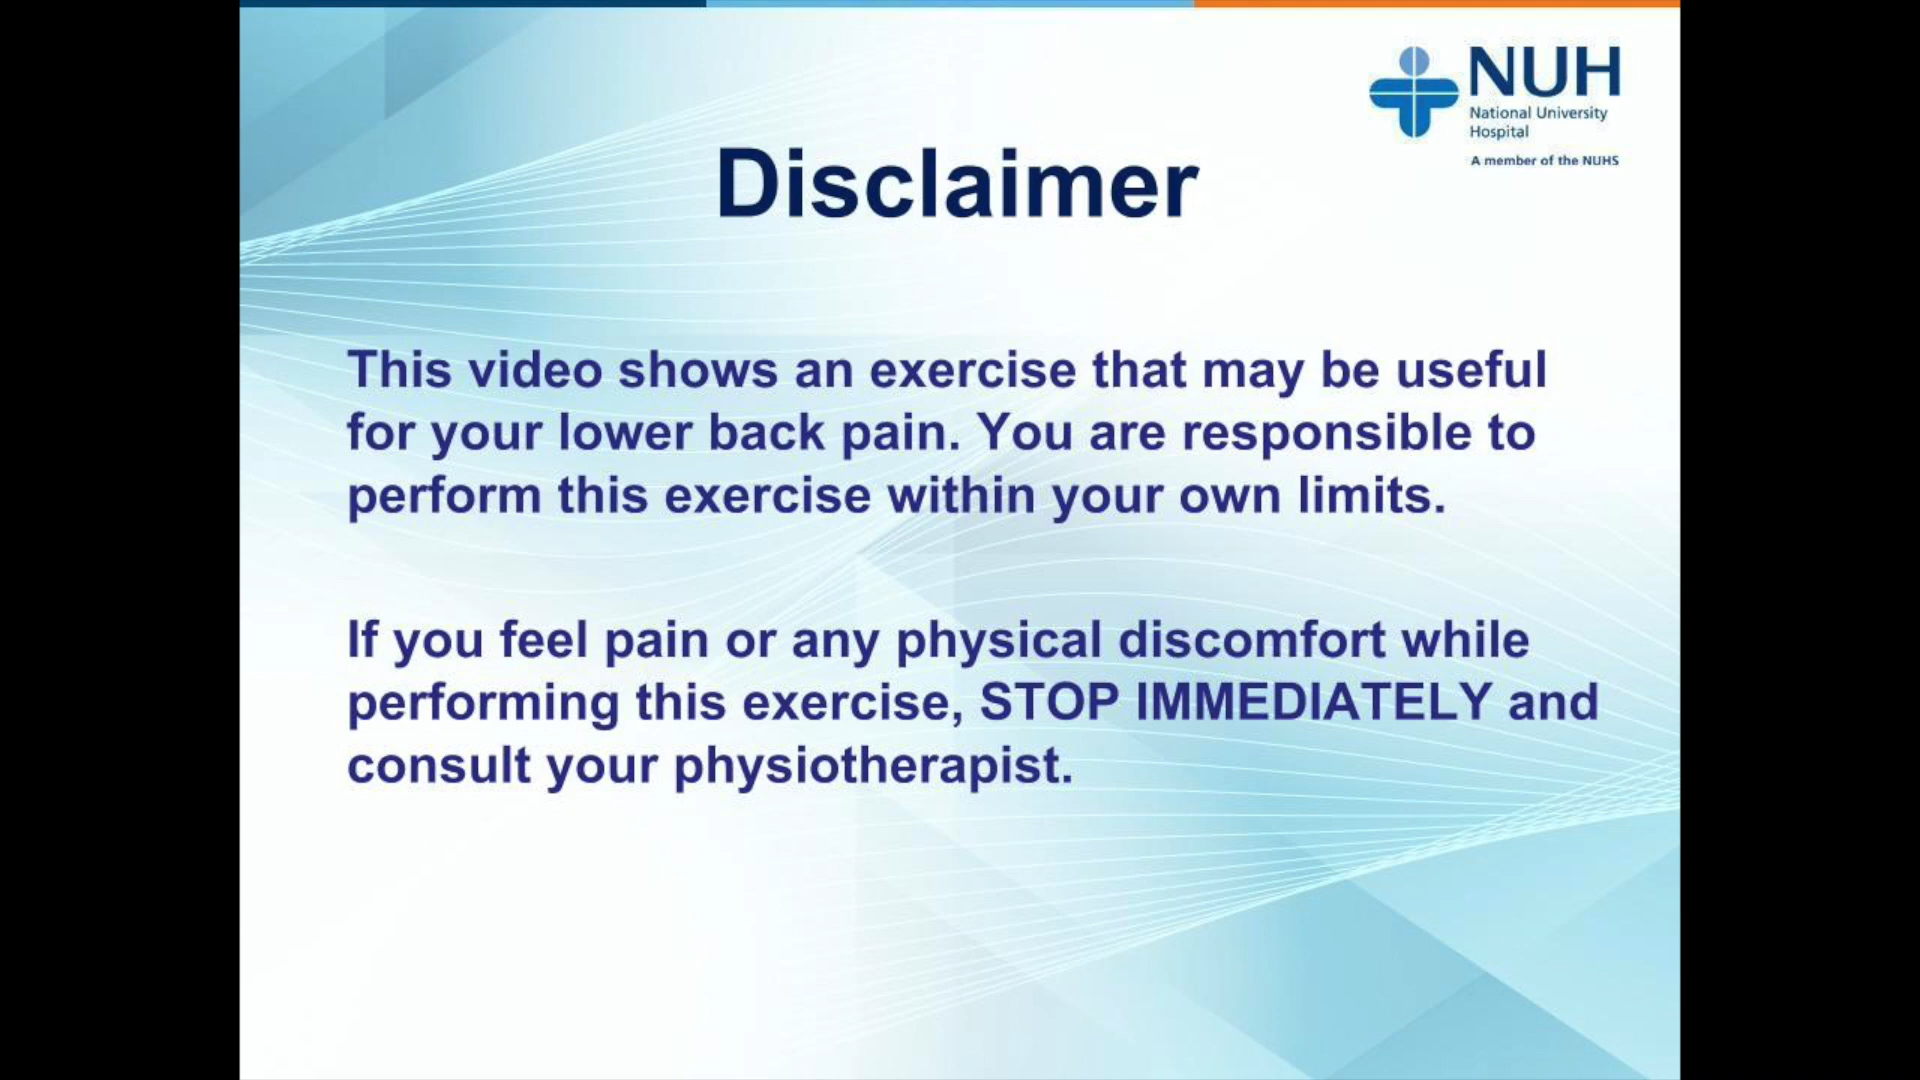 NUH
National University
Hospital
A member of the NUHS
Disclaimer
This video shows an exercise that may be useful
for your lower back pain. You are responsible to
perform this exercise within your own limits.
If you feel pain or any physical discomfort while
performing this exercise, STOP IMMEDIATELY and
consult your physiotherapist.